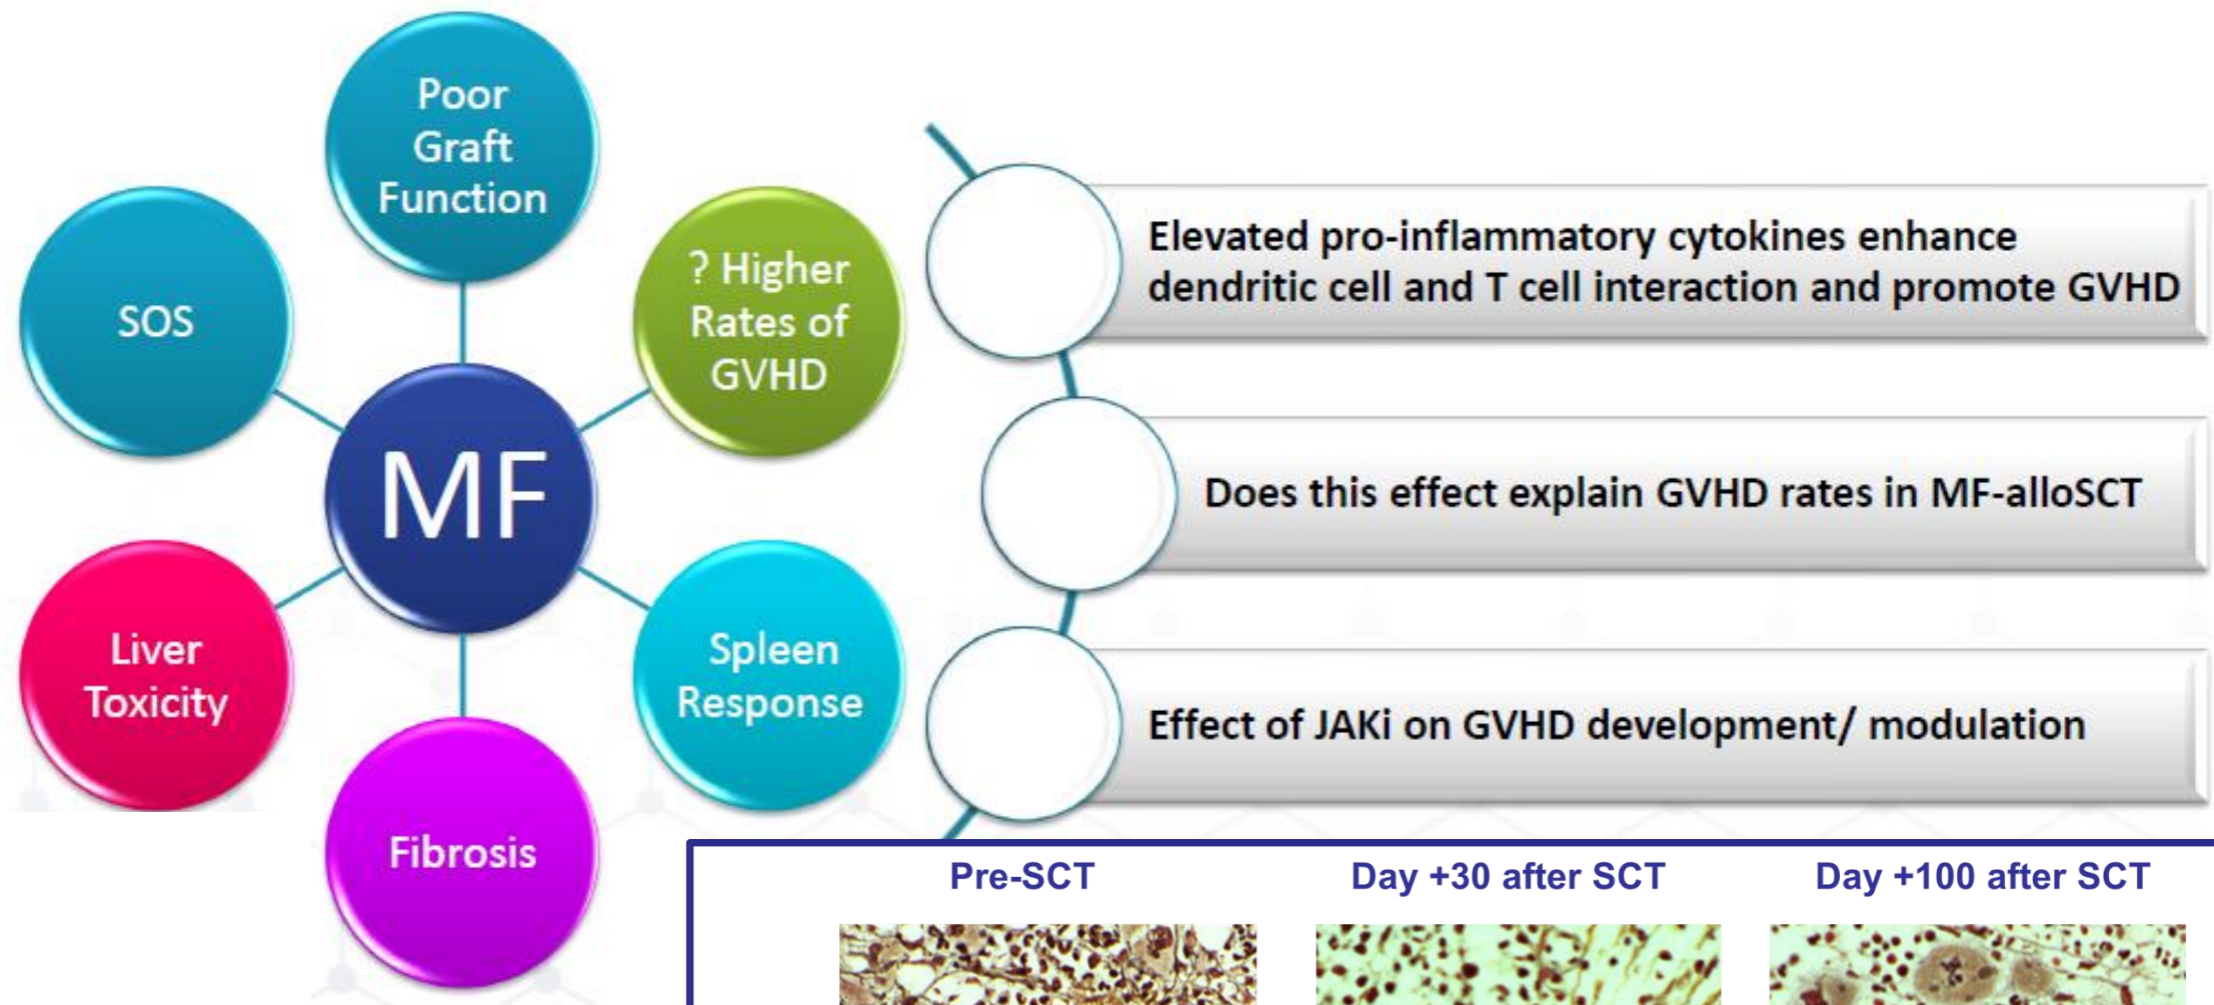 Poor
Graft
Function
SOS
? Higher
Rates of
GVHD
MF
Liver
Toxicity
Spleen
Response
Fibrosis
Elevated pro-inflammatory cytokines enhance
dendritic cell and T cell interaction and promote GVHD
Does this effect explain GVHD rates in MF-alloSCT
Effect of JAKi on GVHD development/ modulation
Pre-SCT
Day +30 after SCT
Day +100 after SCT